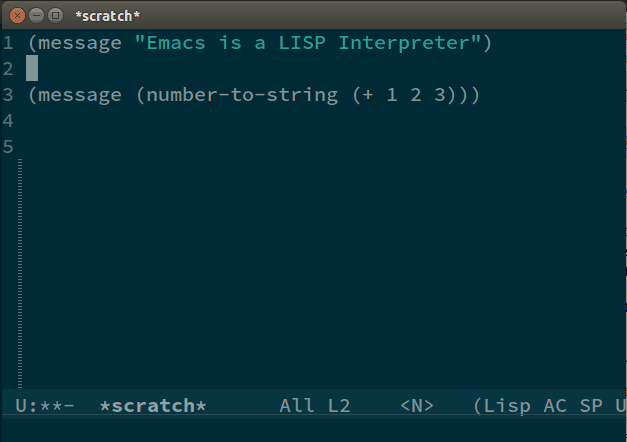 *scratch*
1 (message "Emacs is a LISP Interpreter")
2
3 (message (number-to-string (+ 1 2 3)))
4
5
U:**- *scratch* All L2 <N> (Lisp AC SP U